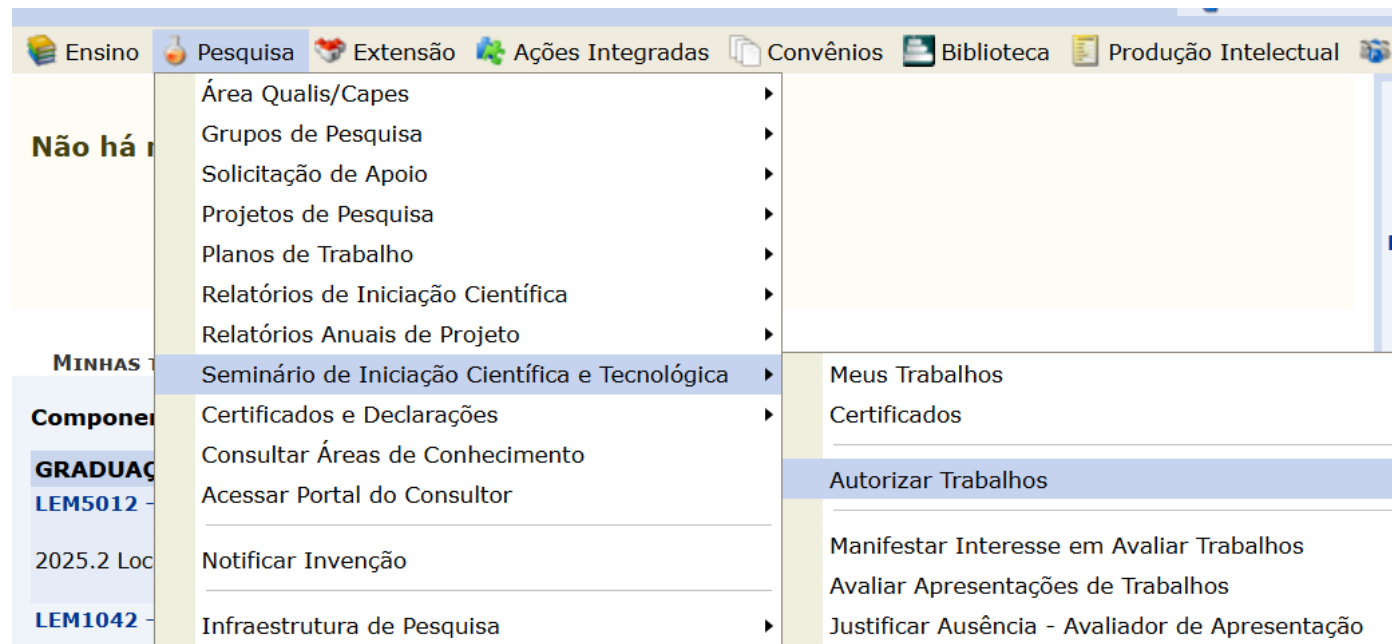 Ensino Pesquisa Extensão Ações Integradas Convênios Biblioteca Produção Intelectual
Área Qualis/Capes
Grupos de Pesquisa
Não há
Solicitação de Apoio
Projetos de Pesquisa
Planos de Trabalho
Relatórios de Iniciação Científica
Relatórios Anuais de Projeto
MINHAS
Seminário de Iniciação Científica e Tecnológica
Meus Trabalhos
Certificados e Declarações
Certificados
Componen
Consultar Áreas de Conhecimento
GRADUAÇ
Autorizar Trabalhos
Acessar Portal do Consultor
LEM5012 -
Manifestar Interesse em Avaliar Trabalhos
2025.2 Loc
Notificar Invenção
Avaliar Apresentações de Trabalhos
LEM1042 -
Infraestrutura de Pesquisa
Justificar Ausência - Avaliador de Apresentação